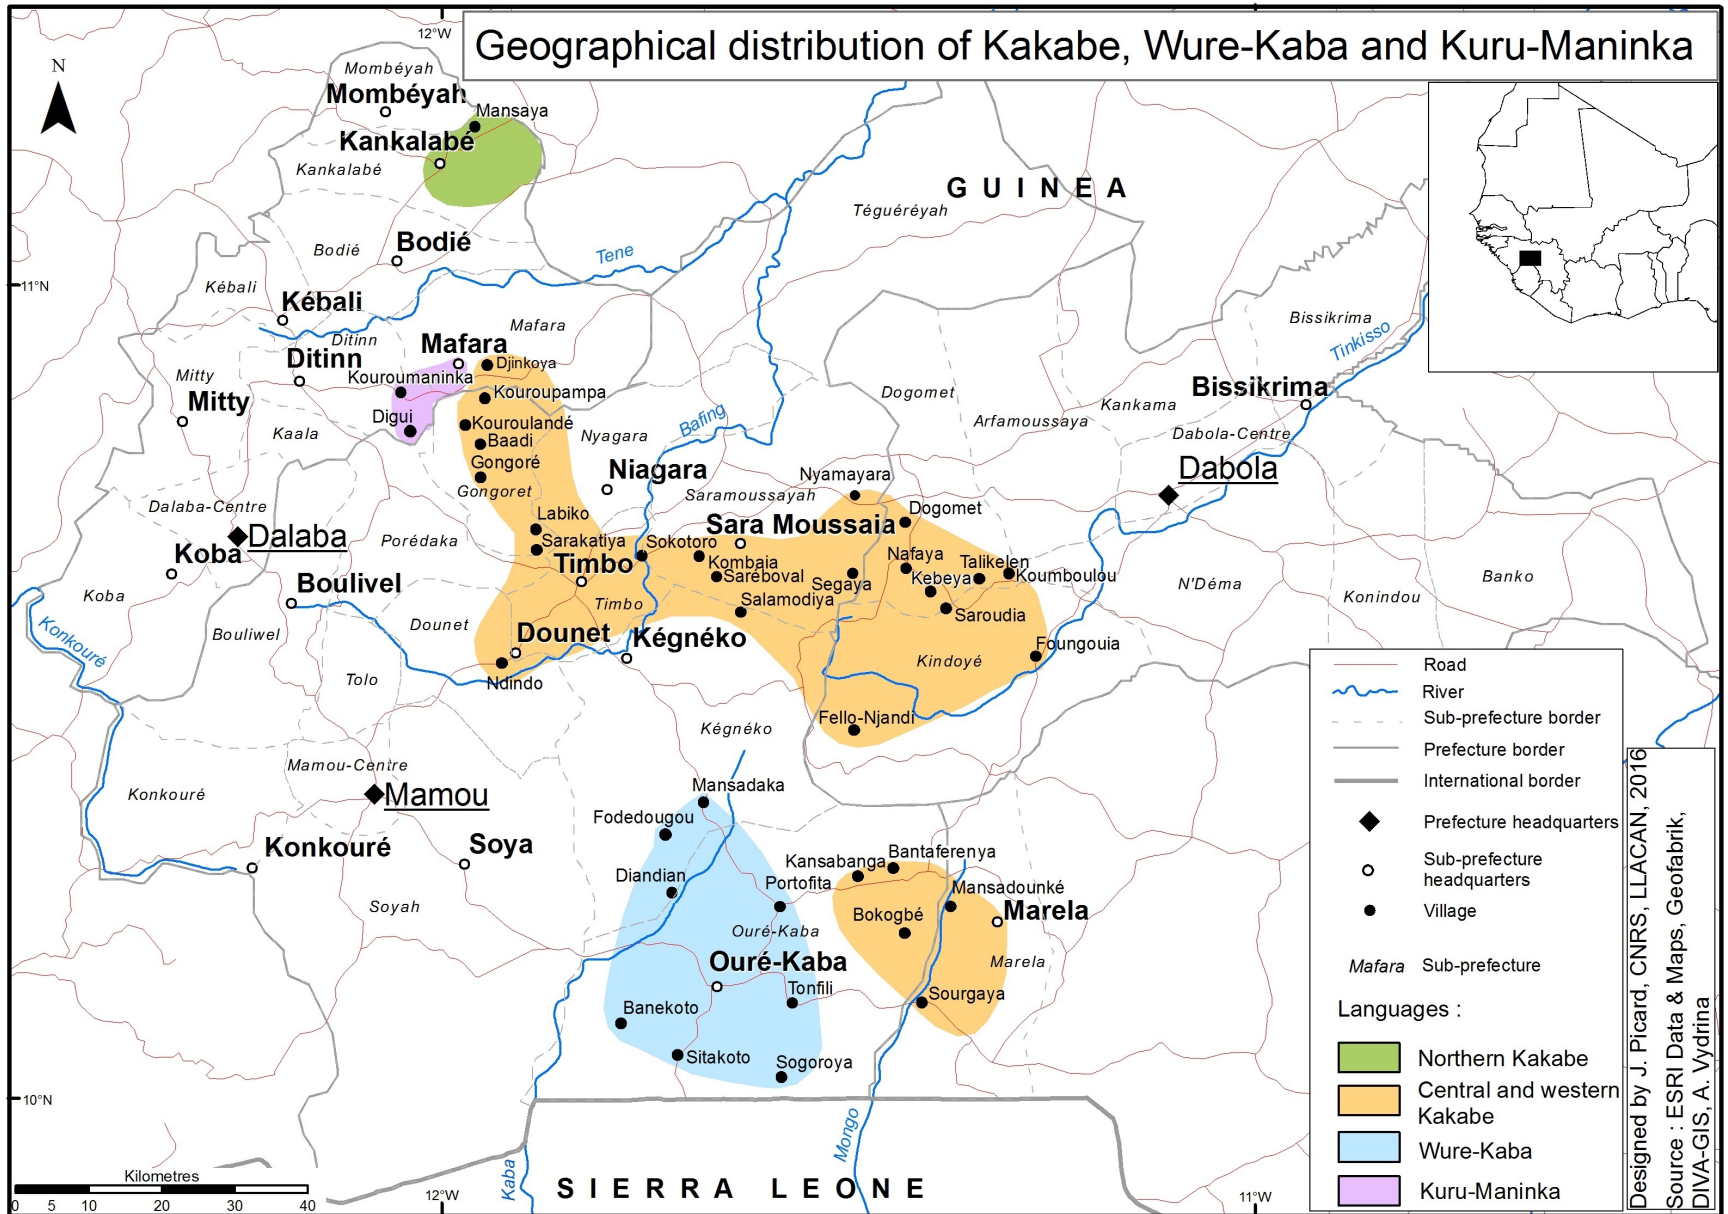 Geographical distribution of Kakabe, Wure-Kaba and Kuru-Maninka
12°W
N
Mombéyah
Mombéyah
Mansaya
Kankalabé
Kankalabé
GUINEA
Téguéréyah
Bodié
Bodié
Tene
Kébali
11°N
Kébali
Mafara
Bissikrima
Ditinn
Tinkisso
Mafara
Ditinn
Djinkoya
Mitty
Kouroumaninka
Bissikrima
Kouroupampa
Dogomet
Mitty
Kankama
Digui
Bafing
Kouroulandé
Arfamoussaya
Kaala
Baadi
Nyagara
Dabola-Centre
Gongoré
Niagara
Nyamayara
Dabola
Gongoret
Saramoussayah
Dalaba-Centre
Labiko
Dogomet
Sara Moussaia
Dalaba
Porédaka
Sarakatiya
Sokotoro
Koba
Nafaya
Timbo
Kombaia
Talikelen
Boulivel
Saréboval
Segaya
Kebeya
Koumboulou
N'Déma
Banko
Koba
Timbo
Salamodiya
Konindou
Saroudia
Konkouré
Bouliwel
Dounet
Dounet
Kégnéko
Foungouia
Kindoyé
Tolo
Ndindo
Fello-Njandi
Kégnéko
Mamou-Centre
Konkouré
Mamou
Mansadaka
Fodedougou
Konkouré
Soya
Bantaferenya
Kansabanga
Diandian
Portofita
Mansadounké
Soyah
Bokogbé
Marela
Ouré-Kaba
Ouré-Kaba
Marela
Tonfili
Sourgaya
Banekoto
Sitakoto
Sogoroya
10°N
Mongo
Kaba
SIERRA LEONE
12°W
11°W
Kilometres
0 5 10 20 30 40
Road
River
Sub-prefecture border
Prefecture border
International border
Prefecture headquarters
Sub-prefecture
headquarters
Village
Mafara Sub-prefecture
Languages :
Northern Kakabe
Central and western
Kakabe
Wure-Kaba
Kuru-Maninka
Designed by J. Picard, CNRS, LLACAN, 2016
Source : ESRI Data & Maps, Geofabrik,
DIVA-GIS, A. Vydrina